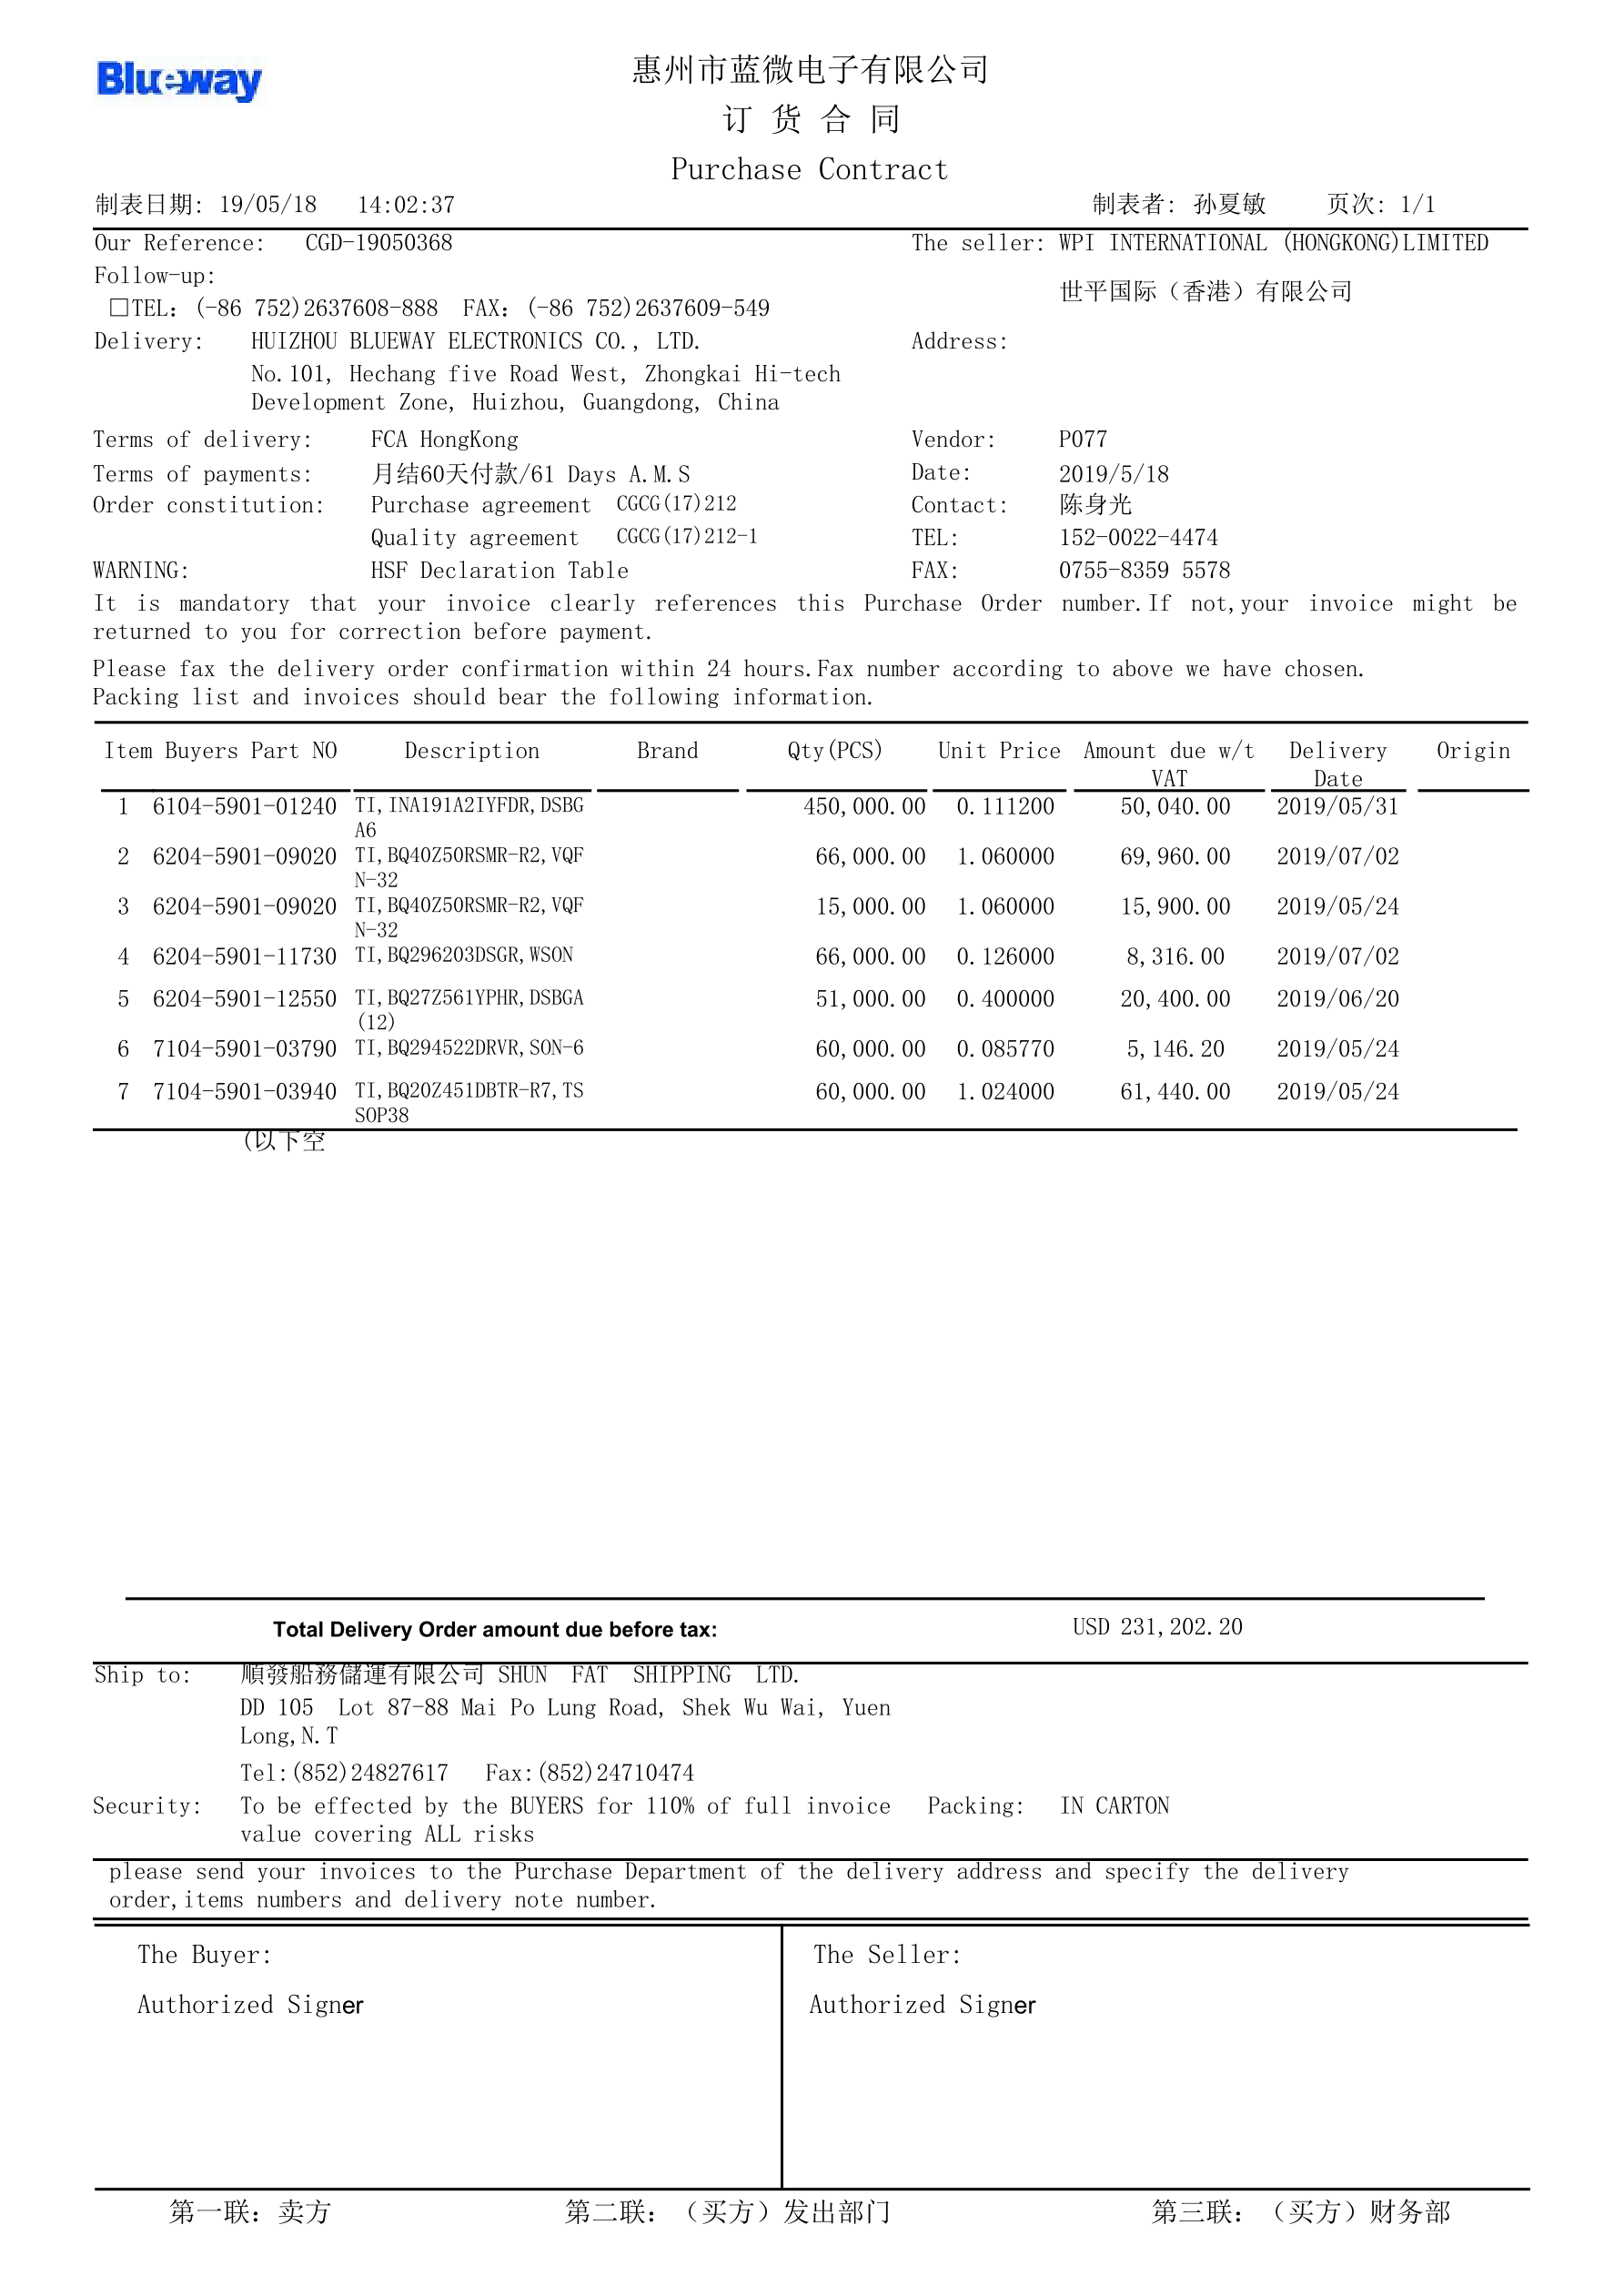 Blueway
惠州市蓝微电子有限公司
订 货 合 同
Purchase Contract
制表日期: 19/05/18 14:02:37 制表者: 孙夏敏 页次: 1/1
Our Reference: CGD-19050368 The seller: WPI INTERNATIONAL (HONGKONG)LIMITED
Follow-up:
世平国际（香港）有限公司
□TEL: (-86 752)2637608-888 FAX: (-86 752)2637609-549
Delivery: HUIZHOU BLUEWAY ELECTRONICS CO., LTD. Address:
No.101, Hechang five Road West, Zhongkai Hi-tech
Development Zone, Huizhou, Guangdong, China
Terms of delivery: FCA HongKong Vendor: P077
Terms of payments: 月结60天付款/61 Days A.M.S Date: 2019/5/18
Order constitution: Purchase agreement CGCG(17)212 Contact: 陈身光
Quality agreement CGCG(17)212-1 TEL: 152-0022-4474
WARNING: HSF Declaration Table FAX: 0755-8359 5578
It is mandatory that your invoice clearly references this Purchase Order number.If not,your invoice might be
returned to you for correction before payment.
Please fax the delivery order confirmation within 24 hours.Fax number according to above we have chosen.
Packing list and invoices should bear the following information.
Item Buyers Part NO Description Brand Qty(PCS) Unit Price Amount due w/t Delivery Origin
VAT Date
1 6104-5901-01240 TI,INA191A2IYFDR,DSBG 450,000.00 0.111200 50,040.00 2019/05/31
A6
2 6204-5901-09020 TI,BQ40Z50RSMR-R2,VQF 66,000.00 1.060000 69,960.00 2019/07/02
N-32
3 6204-5901-09020 TI,BQ40Z50RSMR-R2,VQF 15,000.00 1.060000 15,900.00 2019/05/24
N-32
4 6204-5901-11730 TI,BQ296203DSGR,WSON 66,000.00 0.126000 8,316.00 2019/07/02
5 6204-5901-12550 TI,BQ27Z561YPHR,DSBGA 51,000.00 0.400000 20,400.00 2019/06/20
(12)
6 7104-5901-03790 TI,BQ294522DRVR,SON-6 60,000.00 0.085770 5,146.20 2019/05/24
7 7104-5901-03940 TI,BQ20Z451DBTR-R7,TS 60,000.00 1.024000 61,440.00 2019/05/24
SOP38
(以下空
Total Delivery Order amount due before tax: USD 231,202.20
Ship to: 順發船務儲運有限公司 SHUN FAT SHIPPING LTD.
DD 105 Lot 87-88 Mai Po Lung Road, Shek Wu Wai, Yuen
Long,N.T
Tel:(852)24827617 Fax:(852)24710474
Security: To be effected by the BUYERS for 110% of full invoice Packing: IN CARTON
value covering ALL risks
please send your invoices to the Purchase Department of the delivery address and specify the delivery
order,items numbers and delivery note number.
The Buyer: The Seller:
Authorized Signer Authorized Signer
第一联：卖方 第二联：（买方）发出部门 第三联：（买方）财务部